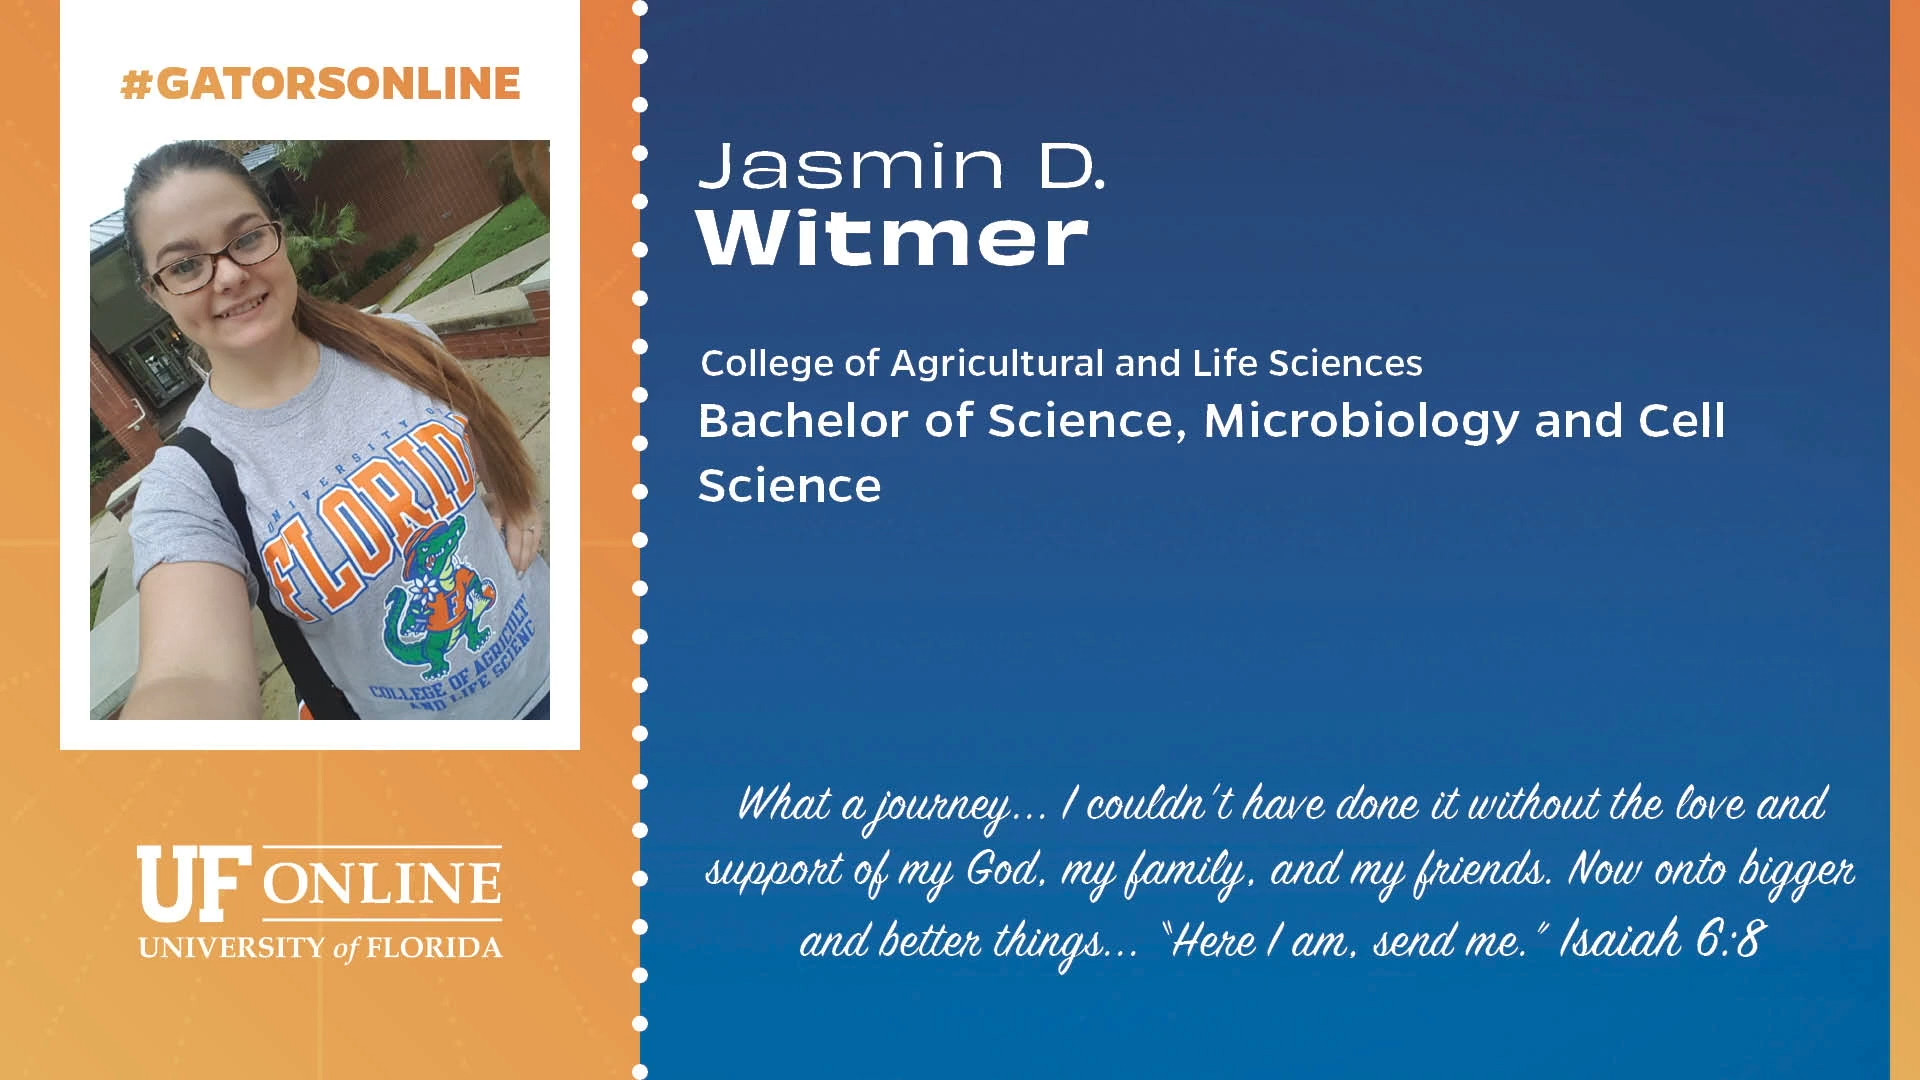 #GATORSONLINE
UNIVERSITY OF
FLORIDA
F
COLLEGE OF AGRICULT
AND LIFE SCIENC
UF ONLINE
UNIVERSITY of FLORIDA
Jasmin D.
Witmer
College of Agricultural and Life Sciences
Bachelor of Science, Microbiology and Cell
Science
What a journey... I couldn't have done it without the love and
support of my God, my family, and my friends. Now onto bigger
and better things... "Here I am, send me." Isaiah 6:8